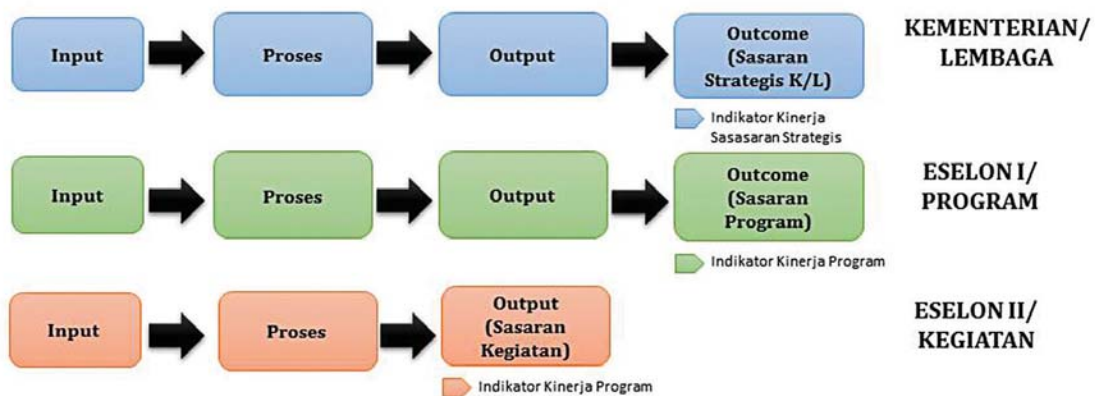 Input
Proses
Output
Outcome
(Sasaran
Strategis K/L)
KEMENTERIAN/
LEMBAGA
Indikator Kinerja
Sasasaran Strategis
Input
Proses
Output
Outcome
(Sasaran
Program)
ESELON I/
PROGRAM
Indikator Kinerja Program
Input
Proses
Output
(Sasaran
Kegiatan)
ESELON II/
KEGIATAN
Indikator Kinerja Program